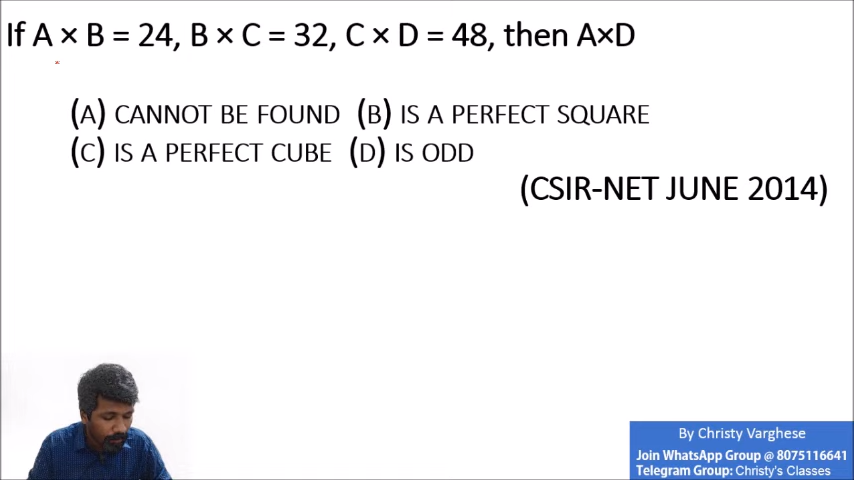 If A × B = 24, B × C = 32, C × D = 48, then A×D
(A) CANNOT BE FOUND (B) IS A PERFECT SQUARE
(C) IS A PERFECT CUBE (D) IS ODD
(CSIR-NET JUNE 2014)
By Christy Varghese
Join WhatsApp Group @ 8075116641
Telegram Group: Christy's Classes